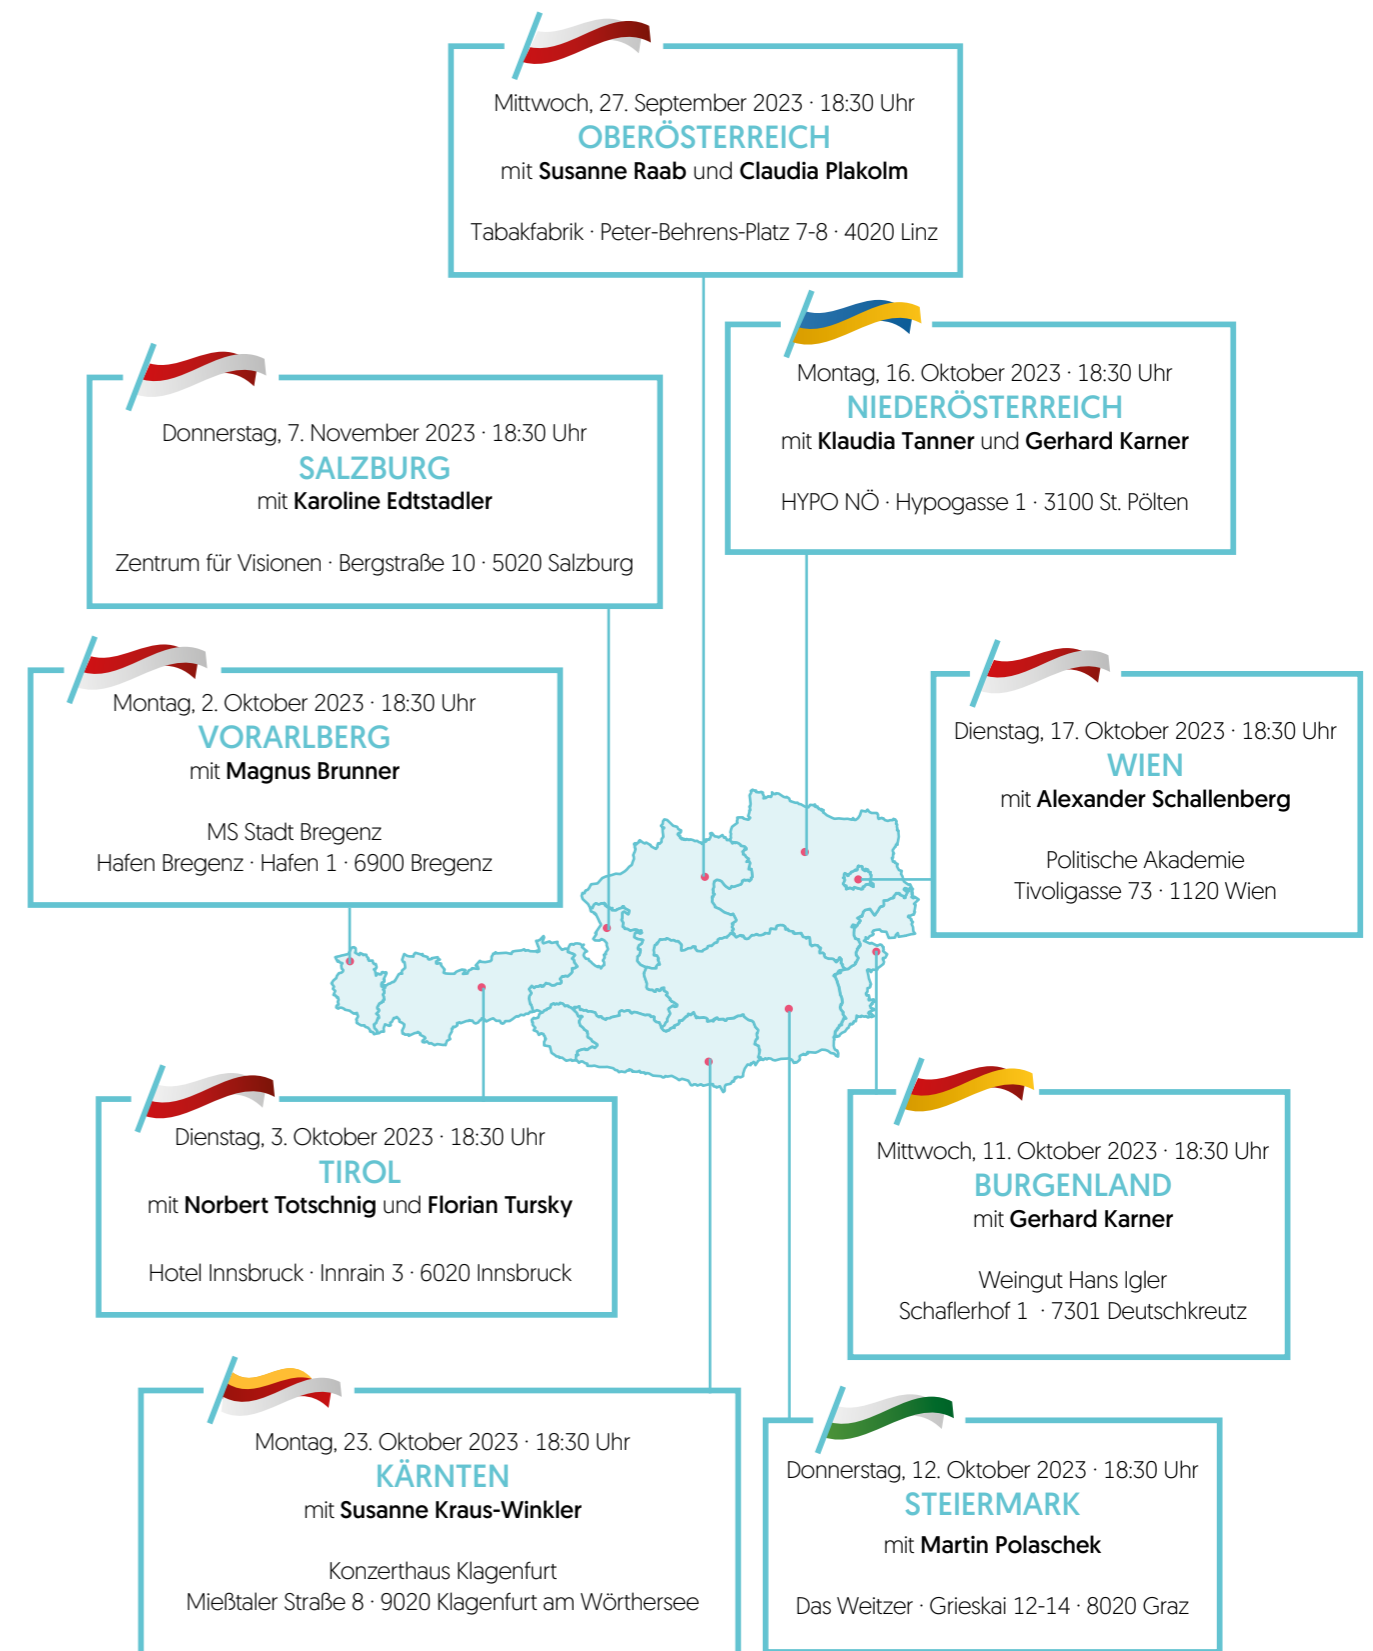 Mittwoch, 27. September 2023 · 18:30 Uhr
OBERÖSTERREICH
mit Susanne Raab und Claudia Plakolm
Tabakfabrik · Peter-Behrens-Platz 7-8 · 4020 Linz
Montag, 16. Oktober 2023 · 18:30 Uhr
NIEDERÖSTERREICH
mit Klaudia Tanner und Gerhard Karner
HYPO NÖ · Hypogasse 1 · 3100 St. Pölten
Donnerstag, 7. November 2023 · 18:30 Uhr
SALZBURG
mit Karoline Edtstadler
Zentrum für Visionen · Bergstraße 10 · 5020 Salzburg
Montag, 2. Oktober 2023 · 18:30 Uhr
VORARLBERG
mit Magnus Brunner
MS Stadt Bregenz
Hafen Bregenz · Hafen 1 · 6900 Bregenz
Dienstag, 17. Oktober 2023 · 18:30 Uhr
WIEN
mit Alexander Schallenberg
Politische Akademie
Tivoligasse 73 · 1120 Wien
Dienstag, 3. Oktober 2023 · 18:30 Uhr
TIROL
mit Norbert Totschnig und Florian Tursky
Hotel Innsbruck · Innrain 3 · 6020 Innsbruck
Mittwoch, 11. Oktober 2023 · 18:30 Uhr
BURGENLAND
mit Gerhard Karner
Weingut Hans Igler
Schaflerhof 1 · 7301 Deutschkreutz
Montag, 23. Oktober 2023 · 18:30 Uhr
KÄRNTEN
mit Susanne Kraus-Winkler
Konzerthaus Klagenfurt
Mießtaler Straße 8 · 9020 Klagenfurt am Wörthersee
Donnerstag, 12. Oktober 2023 · 18:30 Uhr
STEIERMARK
mit Martin Polaschek
Das Weitzer · Grieskai 12-14 · 8020 Graz